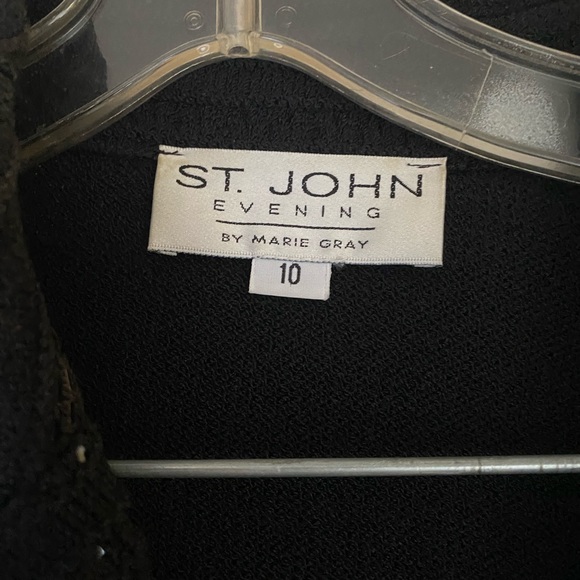 ST. JOHN
EVENING
BY MARIE GRAY
10